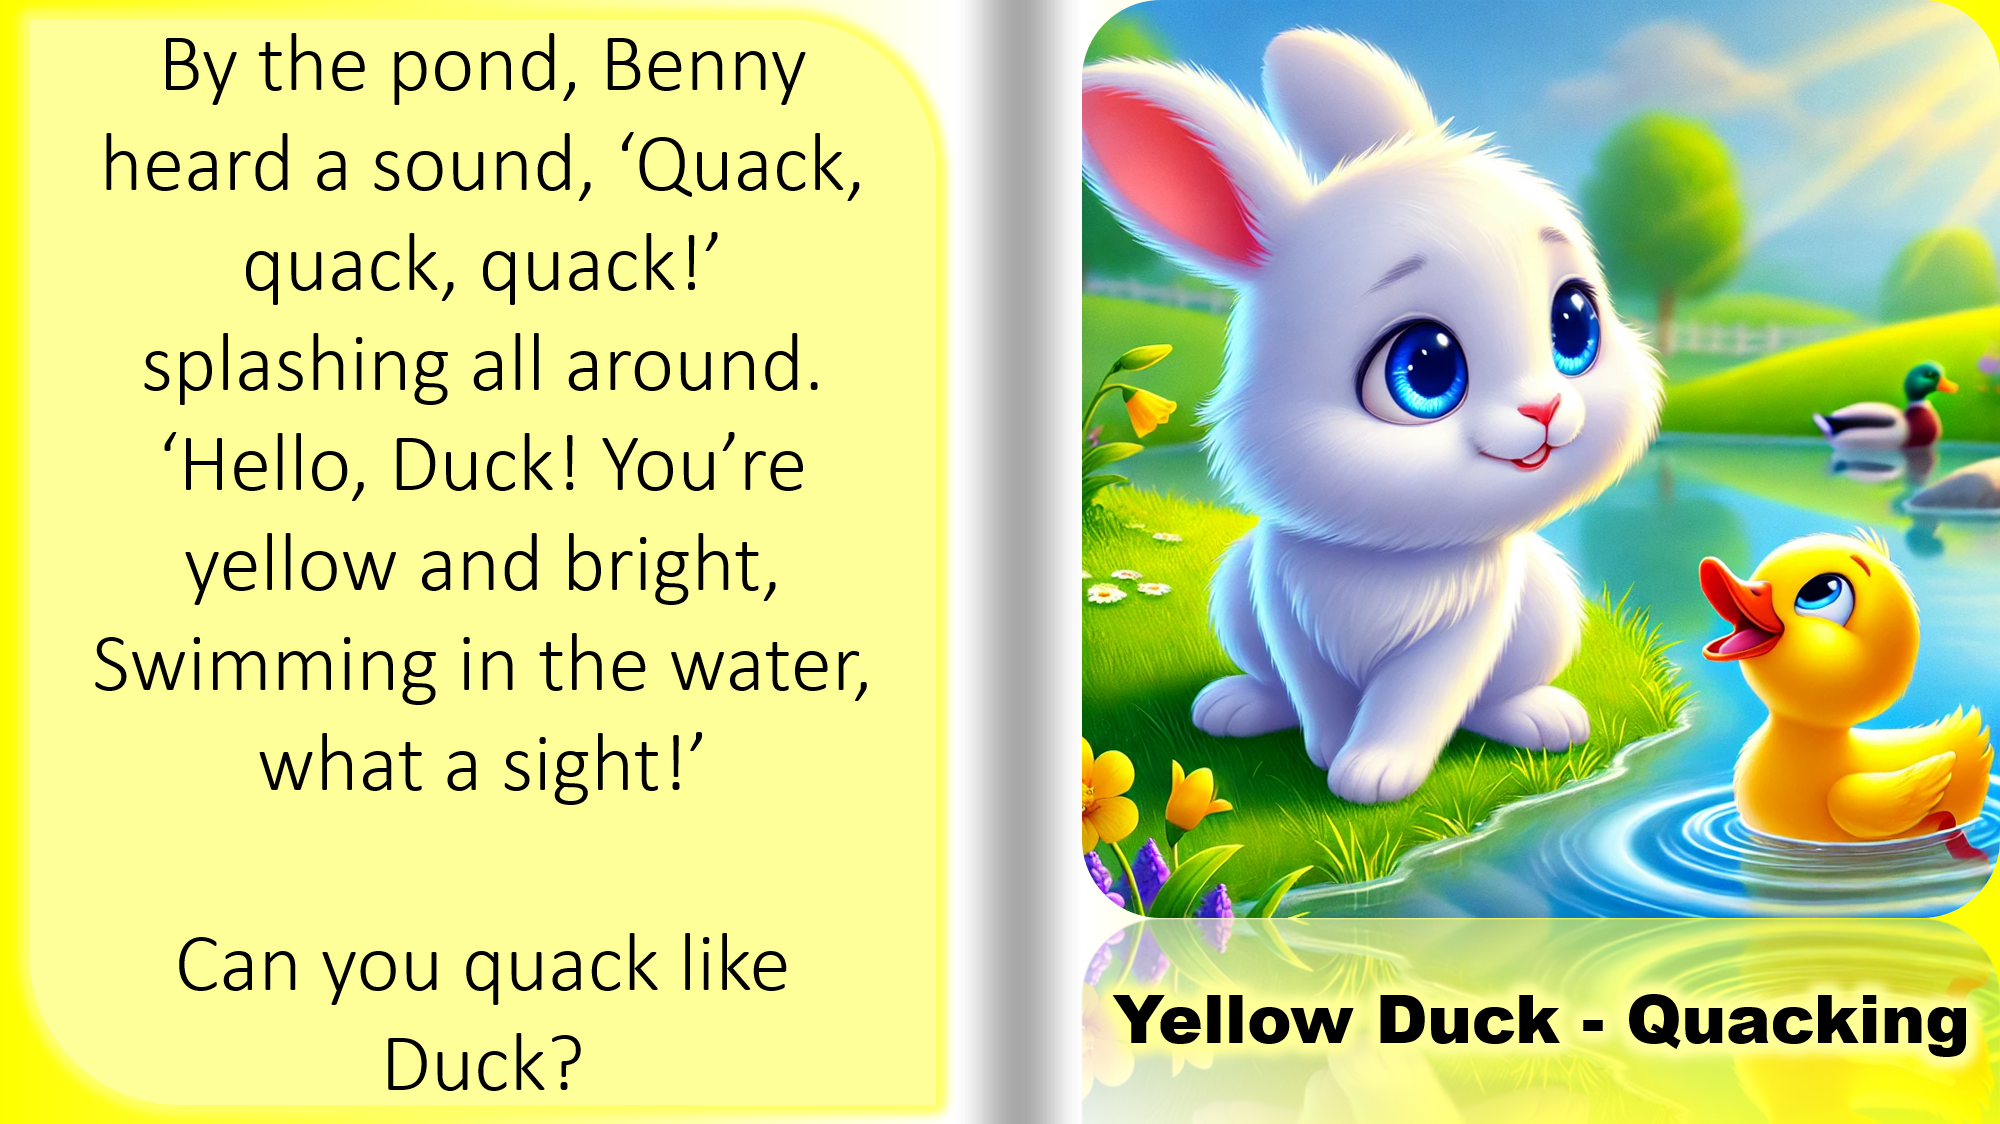 By the pond, Benny
heard a sound, ‘Quack,
quack, quack!’
splashing all around.
‘Hello, Duck! You’re
yellow and bright,
Swimming in the water,
what a sight!’
Can you quack like
Duck?
Yellow Duck - Quacking